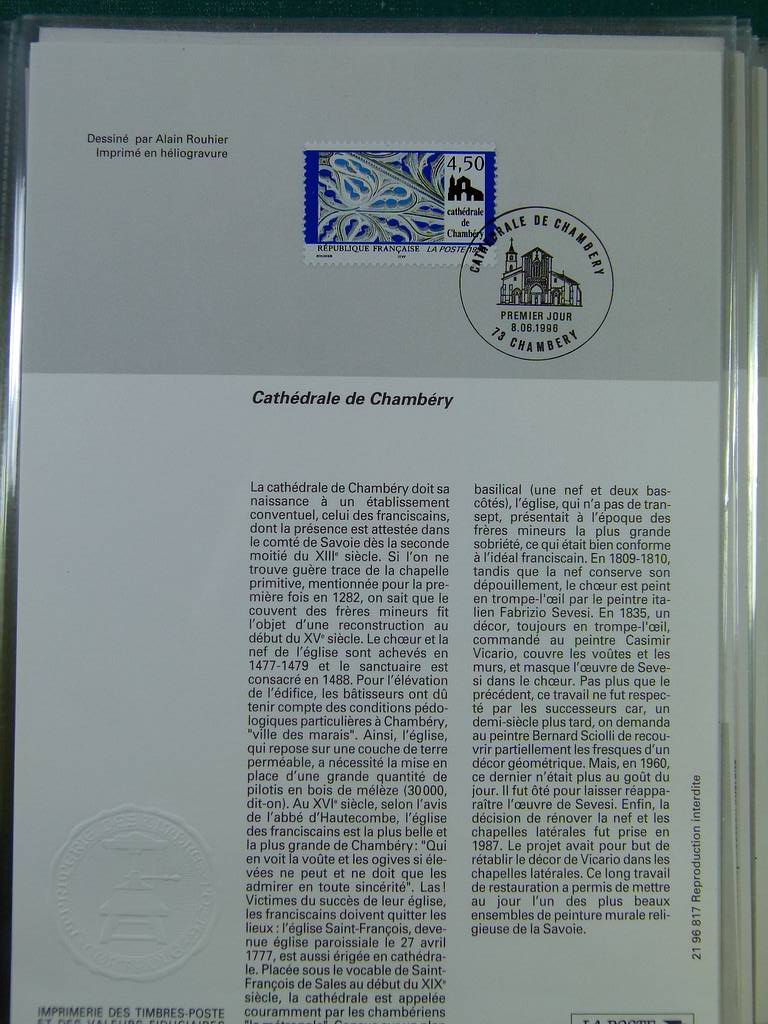 Dessiné par Alain Rouhier
Imprimé en héliogravure
4,50
cathédrale
de
Chambéry
RÉPUBLIQUE FRANÇAISE LA POSTE
CATHÉDRALE DE CHAMBERY
PREMIER JOUR
8.06.1996
73 CHAMBERY
Cathédrale de Chambéry
La cathédrale de Chambéry doit sa
naissance à un établissement
conventuel, celui des franciscains,
dont la présence est attestée dans
le comté de Savoie dès la seconde
moitié du XIIIe siècle. Si l'on ne
trouve guère trace de la chapelle
primitive, mentionnée pour la pre-
mière fois en 1282, on sait que le
couvent des frères mineurs fit
l'objet d'une reconstruction au
début du XVe siècle. Le chœur et la
nef de l'église sont achevés en
1477-1479 et le sanctuaire est
consacré en 1488. Pour l'élévation
de l'édifice, les bâtisseurs ont dû
tenir compte des conditions pédo-
logiques particulières à Chambéry,
"ville des marais". Ainsi, l'église,
qui repose sur une couche de terre
perméable, a nécessité la mise en
place d'une grande quantité de
pilotis en bois de mélèze (30000,
dit-on). Au XVIe siècle, selon l'avis
de l'abbé d'Hautecombe, l'église
des franciscains est la plus belle et
la plus grande de Chambéry: "Qui
en voit la voûte et les ogives si éle-
vées ne peut et ne doit que les
admirer en toute sincérité". Las!
Victimes du succès de leur église,
les franciscains doivent quitter les
lieux : l'église Saint-François, deve-
nue église paroissiale le 27 avril
1777, est aussi érigée en cathédra-
le. Placée sous le vocable de Saint-
François de Sales au début du XIXe
siècle, la cathédrale est appelée
couramment par les chambériens
basilical (une nef et deux bas-
côtés), l'église, qui n'a pas de tran-
sept, présentait à l'époque des
frères mineurs la plus grande
sobriété, ce qui était bien conforme
à l'idéal franciscain. En 1809-1810,
tandis que la nef conserve son
dépouillement, le chœur est peint
en trompe-l'œil par le peintre ita-
lien Fabrizio Sevesi. En 1835, un
décor, toujours en trompe-l'œil,
commandé au peintre Casimir
Vicario, couvre les voûtes et les
murs, et masque l'œuvre de Seve-
si dans le chœur. Pas plus que le
précédent, ce travail ne fut respec-
té par les successeurs car, un
demi-siècle plus tard, on demanda
au peintre Bernard Sciolli de recou-
vrir partiellement les fresques d'un
décor géométrique. Mais, en 1960,
ce dernier n'était plus au goût du
jour. Il fut ôté pour laisser réappa-
raître l'œuvre de Sevesi. Enfin, la
décision de rénover la nef et les
chapelles latérales fut prise en
1987. Le projet avait pour but de
rétablir le décor de Vicario dans les
chapelles latérales. Ce long travail
de restauration a permis de mettre
au jour l'un des plus beaux
ensembles de peinture murale reli-
gieuse de la Savoie.
21 96 817 Reproduction interdite
IMPRIMERIE DES TIMBRES-POSTE
ET DES VALEURS FIDUCIAIRES
LA POSTE